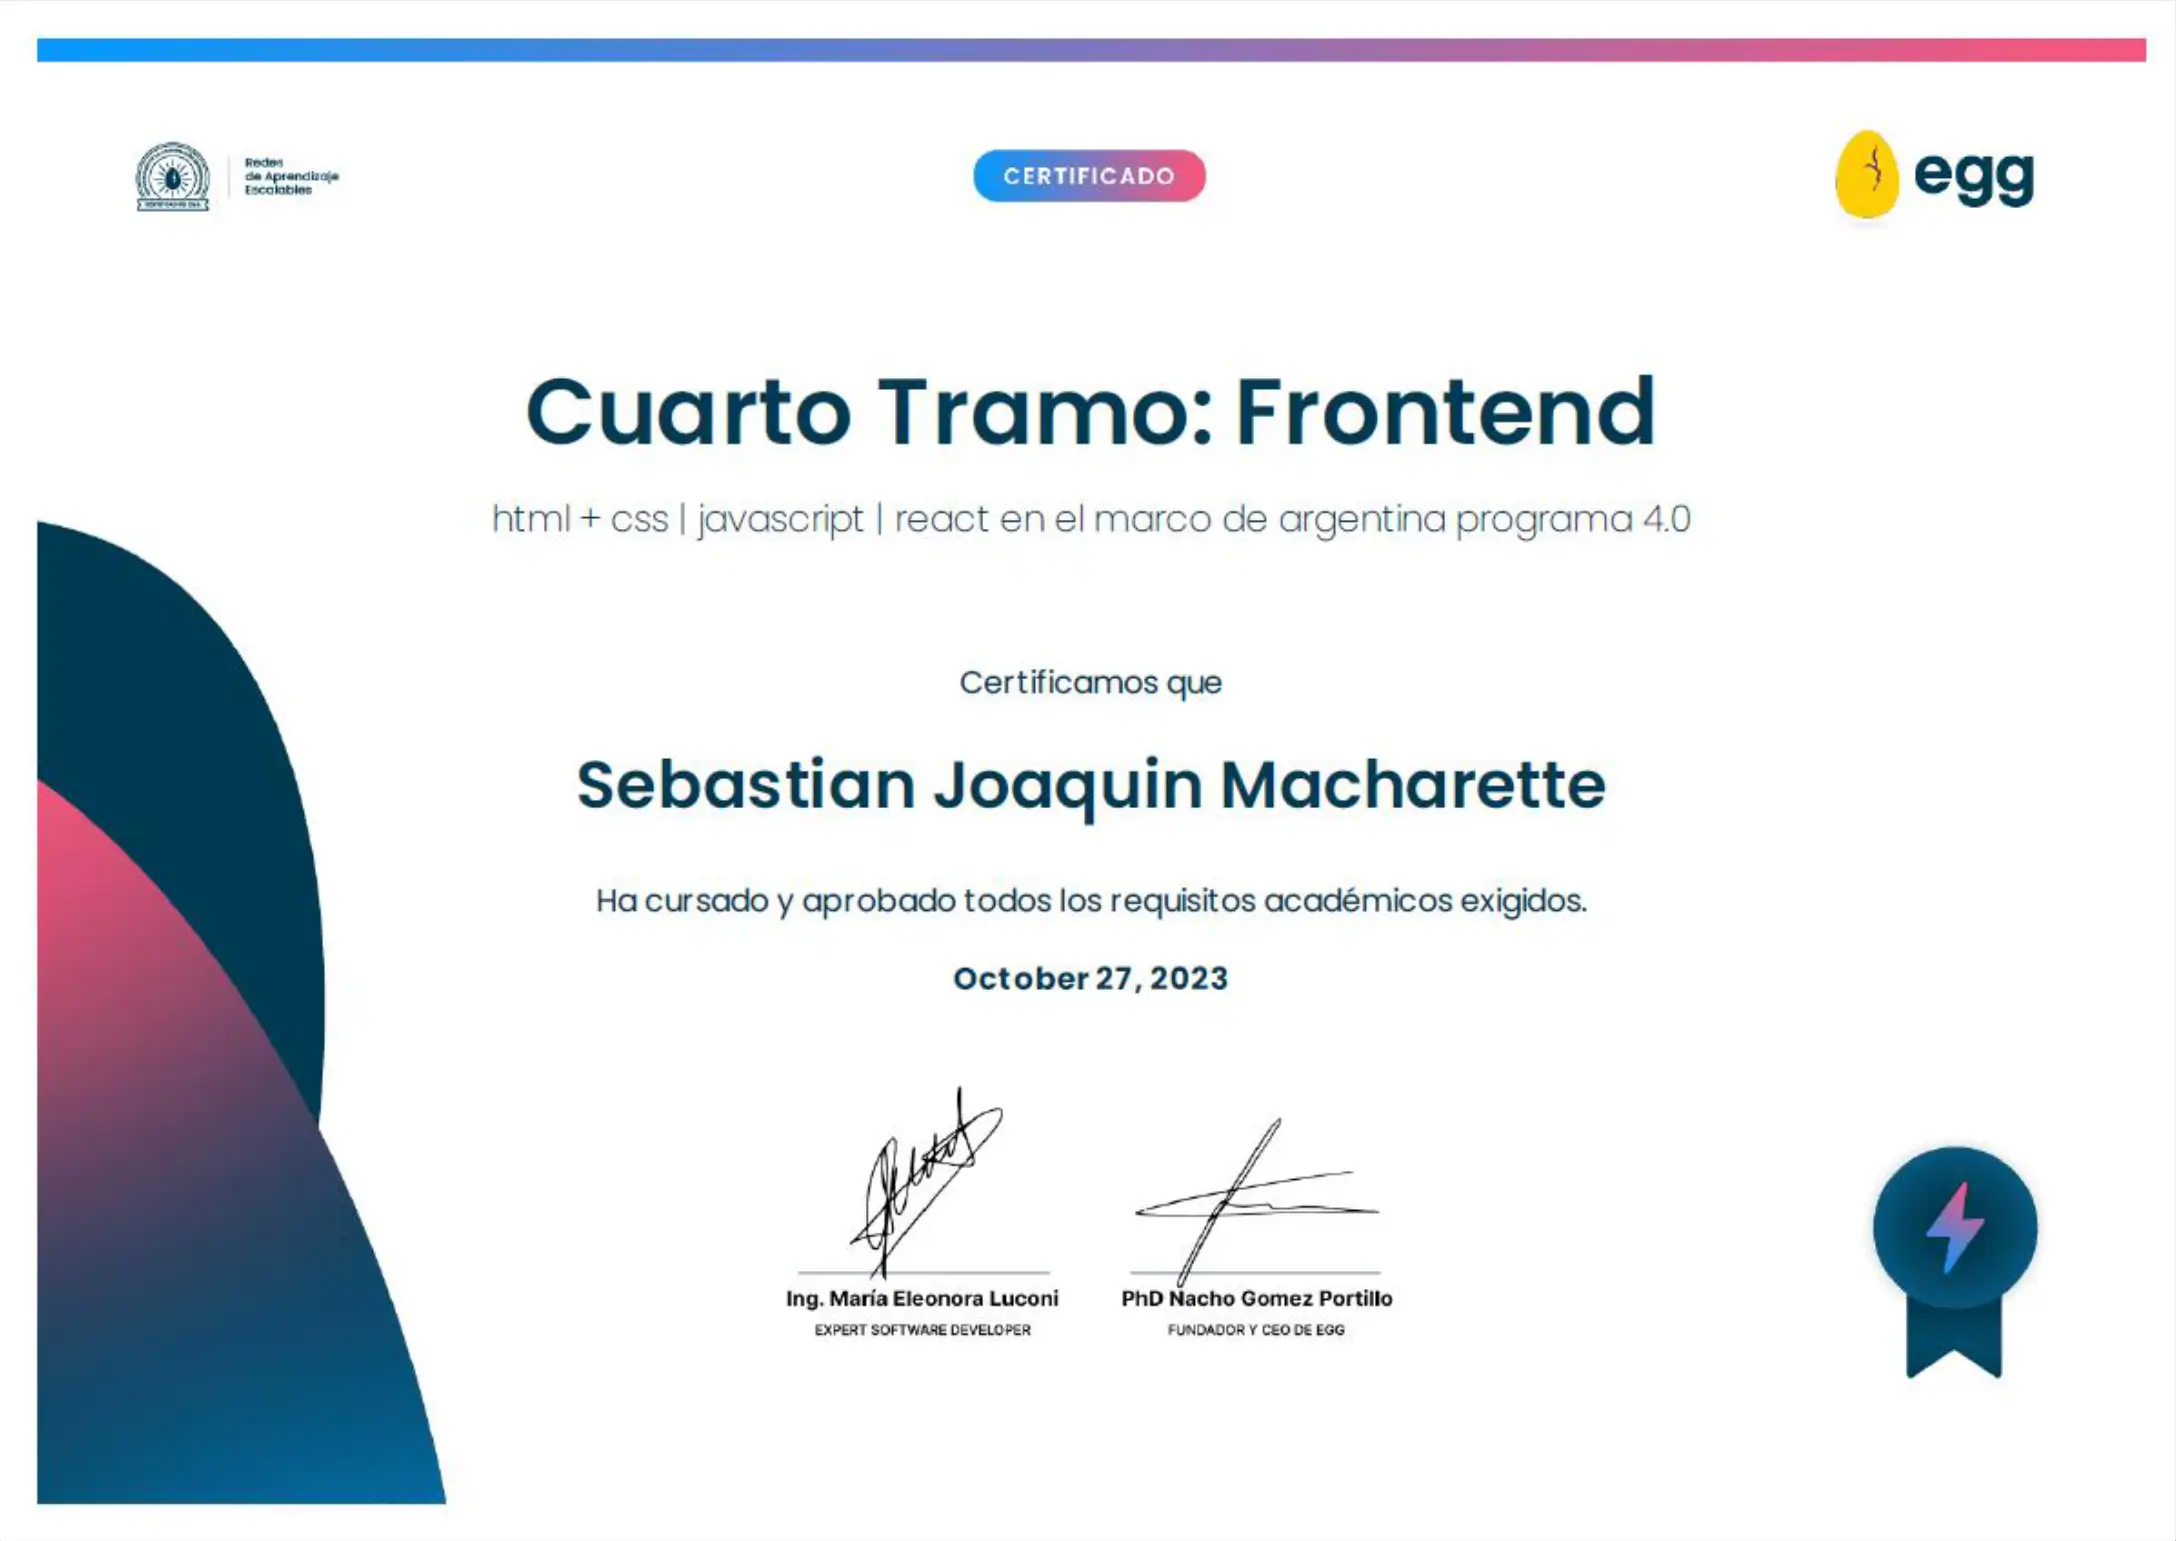 Redes
de Aprendizaje
Escalables
CERTIFICADO
egg
Cuarto Tramo: Frontend
html + css | javascript | react en el marco de argentina programa 4.0
Certificamos que
Sebastian Joaquin Macharette
Ha cursado y aprobado todos los requisitos académicos exigidos.
October 27, 2023
Ing. María Eleonora Luconi
EXPERT SOFTWARE DEVELOPER
PhD Nacho Gomez Portillo
FUNDADOR Y CEO DE EGG